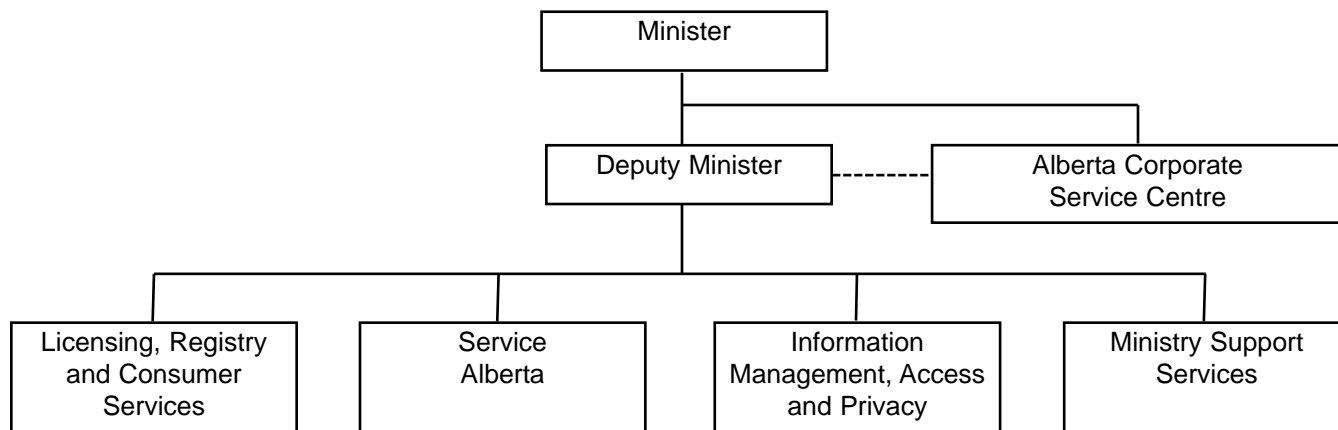 Minister
Deputy Minister
Alberta Corporate
Service Centre
Licensing, Registry
and Consumer
Services
Service
Alberta
Information
Management, Access
and Privacy
Ministry Support
Services